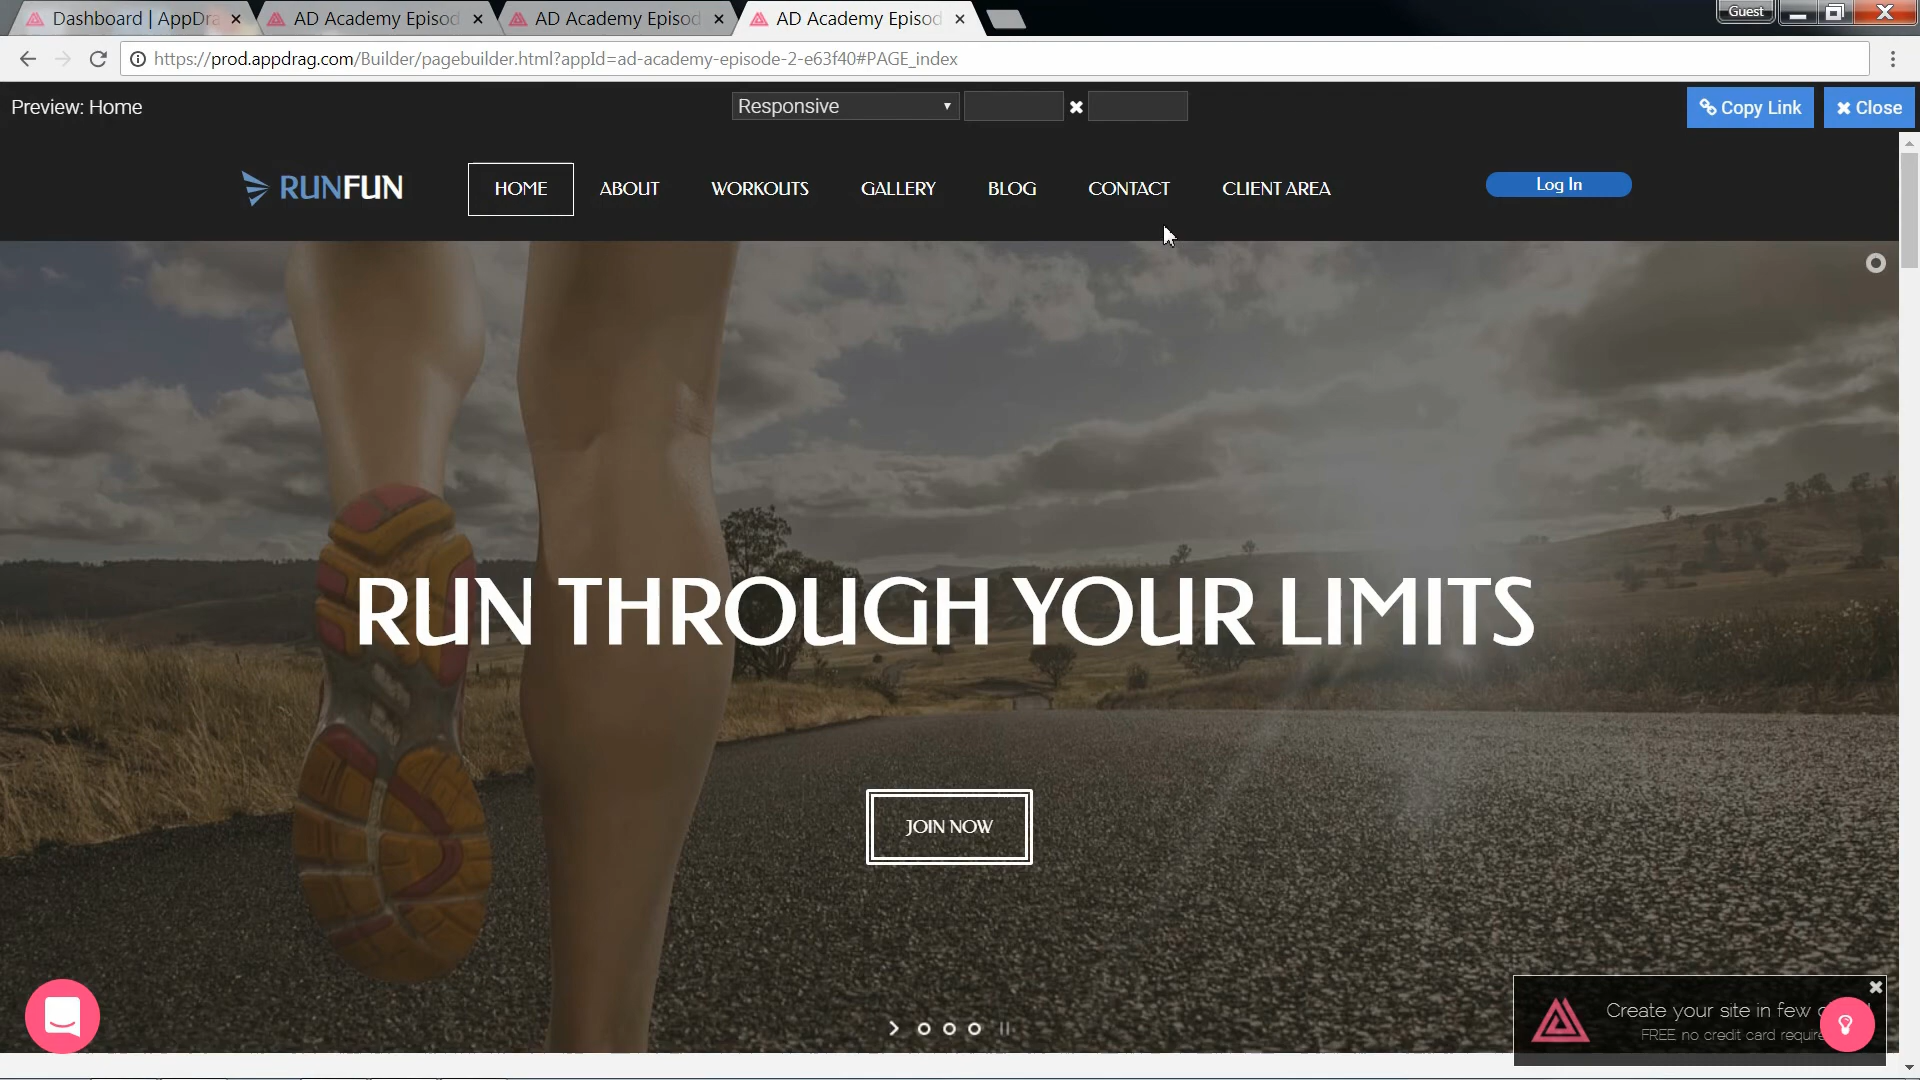 Dashboard | AppDra
AD Academy Episod
AD Academy Episod
AD Academy Episod
Guest
https://prod.appdrag.com/Builder/pagebuilder.html?appId=ad-academy-episode-2-e63f40#PAGE_index
Preview: Home
Responsive
Copy Link
Close
RUNFUN
HOME
ABOUT
WORKOUTS
GALLERY
BLOG
CONTACT
CLIENT AREA
Log In
RUN THROUGH YOUR LIMITS
JOIN NOW
Create your site in few
FREE no credit card require